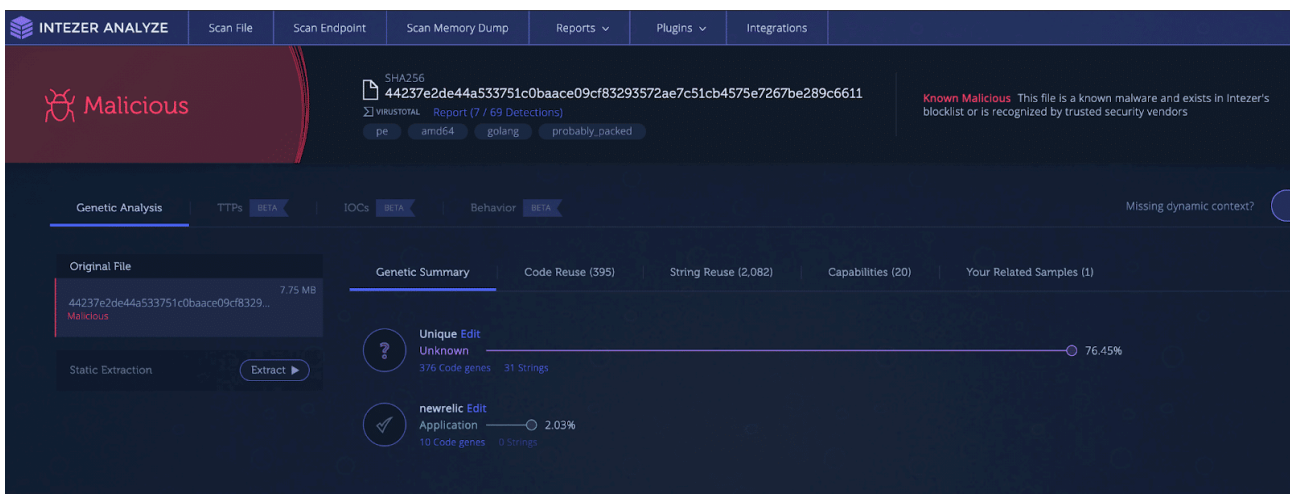 INTEZER ANALYZE Scan File Scan Endpoint Scan Memory Dump Reports Plugins Integrations
Malicious
SHA256
44237e2de44a533751c0baace09cf83293572ae7c51cb4575e7267be289c6611
VIRUSTOTAL Report (7 / 69 Detections)
pe amd64 golang probably_packed
Known Malicious This file is a known malware and exists in Intezer's
blocklist or is recognized by trusted security vendors
Genetic Analysis TTPs BETA IOCs BETA Behavior BETA Missing dynamic context?
Original File
7.75 MB
44237e2de44a533751c0baace09cf8329...
Malicious
Static Extraction Extract
Genetic Summary Code Reuse (395) String Reuse (2,082) Capabilities (20) Your Related Samples (1)
Unique Edit
Unknown 76.45%
376 Code genes 31 Strings
newrelic Edit
Application 2.03%
10 Code genes 0 Strings